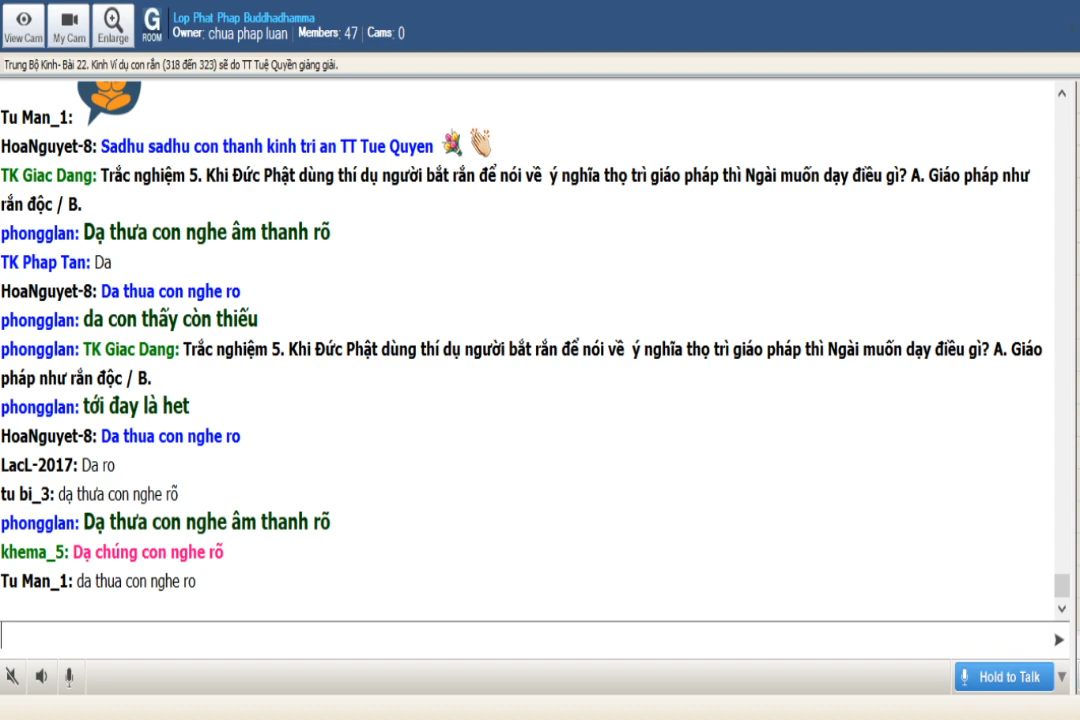 Lop Phat Phap Buddhadhamma
View Cam My Cam Enlarge G ROOM Owner: chua phap luan | Members: 47 | Cams: 0
Trung Bộ Kinh- Bài 22. Kinh Ví dụ con rắn (318 đến 323) sẽ do TT Tuệ Quyền giảng giải.
Tu Man_1:
HoaNguyet-8: Sadhu sadhu con thanh kinh tri an TT Tue Quyen
TK Giac Dang: Trắc nghiệm 5. Khi Đức Phật dùng thí dụ người bắt rắn để nói về ý nghĩa thọ trì giáo pháp thì Ngài muốn dạy điều gì? A. Giáo pháp như
rắn độc / B.
phongglan: Dạ thưa con nghe âm thanh rõ
TK Phap Tan: Da
HoaNguyet-8: Da thua con nghe ro
phongglan: da con thấy còn thiếu
phongglan: TK Giac Dang: Trắc nghiệm 5. Khi Đức Phật dùng thí dụ người bắt rắn để nói về ý nghĩa thọ trì giáo pháp thì Ngài muốn dạy điều gì? A. Giáo
pháp như rắn độc / B.
phongglan: tới đay là het
HoaNguyet-8: Da thua con nghe ro
LacL-2017: Da ro
tu bi_3: dạ thưa con nghe rõ
phongglan: Dạ thưa con nghe âm thanh rõ
khema_5: Dạ chúng con nghe rõ
Tu Man_1: da thua con nghe ro
Hold to Talk